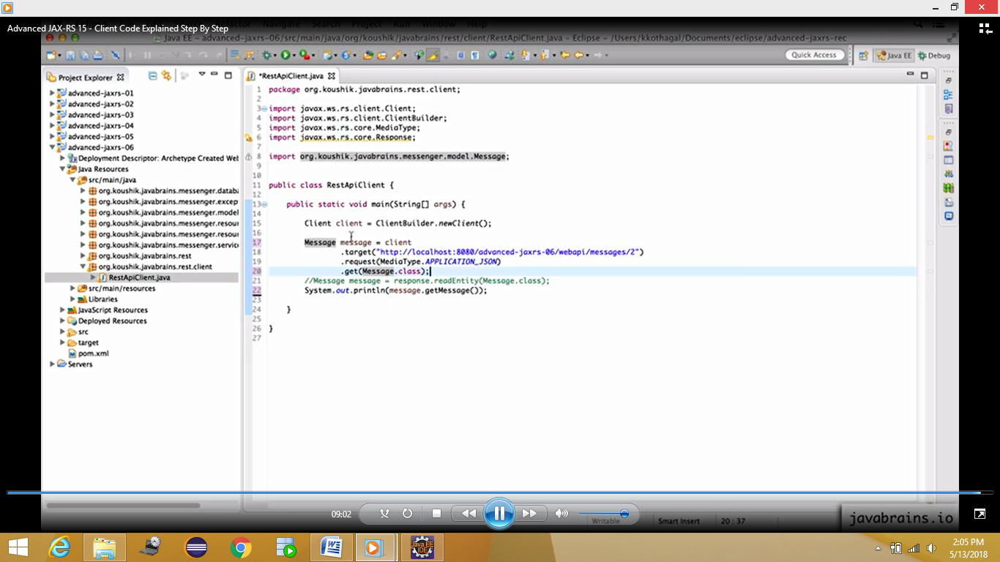 Advanced JAX-RS 15 - Client Code Explained Step By Step
Navigate Search Project Run Window Help
Java EE - advanced-jaxrs-06/src/main/java/org/koushik/javabrains/rest/client/RestApiClient.java - Eclipse - /Users/kkothagal/Documents/eclipse/advanced-jaxrs-rec
Quick Access
Java EE
Debug
Project Explorer
*RestApiClient.java
advanced-jaxrs-01
advanced-jaxrs-02
advanced-jaxrs-03
advanced-jaxrs-04
advanced-jaxrs-05
advanced-jaxrs-06
Deployment Descriptor: Archetype Created Web
Java Resources
src/main/java
org.koushik.javabrains.messenger.databa
org.koushik.javabrains.messenger.excep
org.koushik.javabrains.messenger.model
org.koushik.javabrains.messenger.resou
org.koushik.javabrains.messenger.resou
org.koushik.javabrains.messenger.servic
org.koushik.javabrains.rest
org.koushik.javabrains.rest.client
RestApiClient.java
src/main/resources
Libraries
JavaScript Resources
Deployed Resources
src
target
pom.xml
Servers
1 package org.koushik.javabrains.rest.client;
2
3 import javax.ws.rs.client.Client;
4 import javax.ws.rs.client.ClientBuilder;
5 import javax.ws.rs.core.MediaType;
6 import javax.ws.rs.core.Response;
7
8 import org.koushik.javabrains.messenger.model.Message;
9
10
11 public class RestApiClient {
12
13 public static void main(String[] args) {
14
15 Client client = ClientBuilder.newClient();
16
17 Message message = client
18 .target("http://localhost:8080/advanced-jaxrs-06/webapi/messages/2")
19 .request(MediaType.APPLICATION_JSON)
20 .get(Message.class);
21 //Message message = response.readEntity(Message.class);
22 System.out.println(message.getMessage());
23
24 }
25
26 }
27
09:02
Writable
Smart Insert
20 : 37
javabrains.io
Java EE
IDE
2:05 PM
5/13/2018